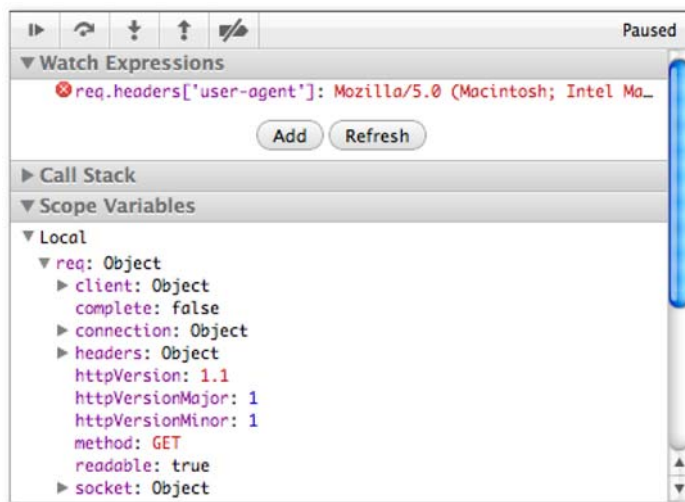 Paused
Watch Expressions
req.headers['user-agent']: Mozilla/5.0 (Macintosh; Intel Ma…
Add Refresh
Call Stack
Scope Variables
Local
req: Object
client: Object
complete: false
connection: Object
headers: Object
httpVersion: 1.1
httpVersionMajor: 1
httpVersionMinor: 1
method: GET
readable: true
socket: Object